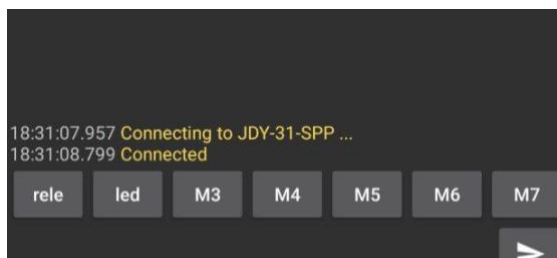 18:31:07.957 Connecting to JDY-31-SPP ...
18:31:08.799 Connected
rele led M3 M4 M5 M6 M7